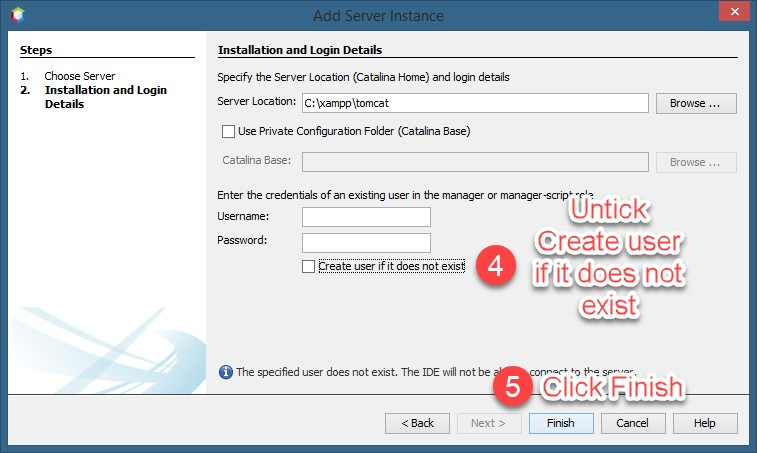 Add Server Instance
Steps
1. Choose Server
2. Installation and Login
Details
Installation and Login Details
Specify the Server Location (Catalina Home) and login details
Server Location: C:\xampp\tomcat Browse ...
Use Private Configuration Folder (Catalina Base)
Catalina Base: Browse ...
Enter the credentials of an existing user in the manager or manager-script role
Username:
Password:
Create user if it does not exist
4
Untick
Create user
if it does not
exist
The specified user does not exist. The IDE will not be connect to the server.
5 Click Finish
< Back Next > Finish Cancel Help